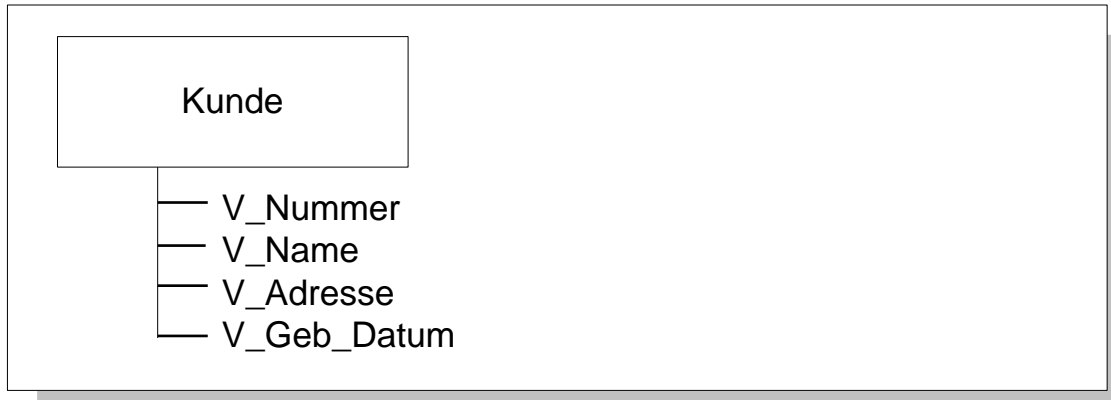 Kunde
V_Nummer
V_Name
V_Adresse
V_Geb_Datum